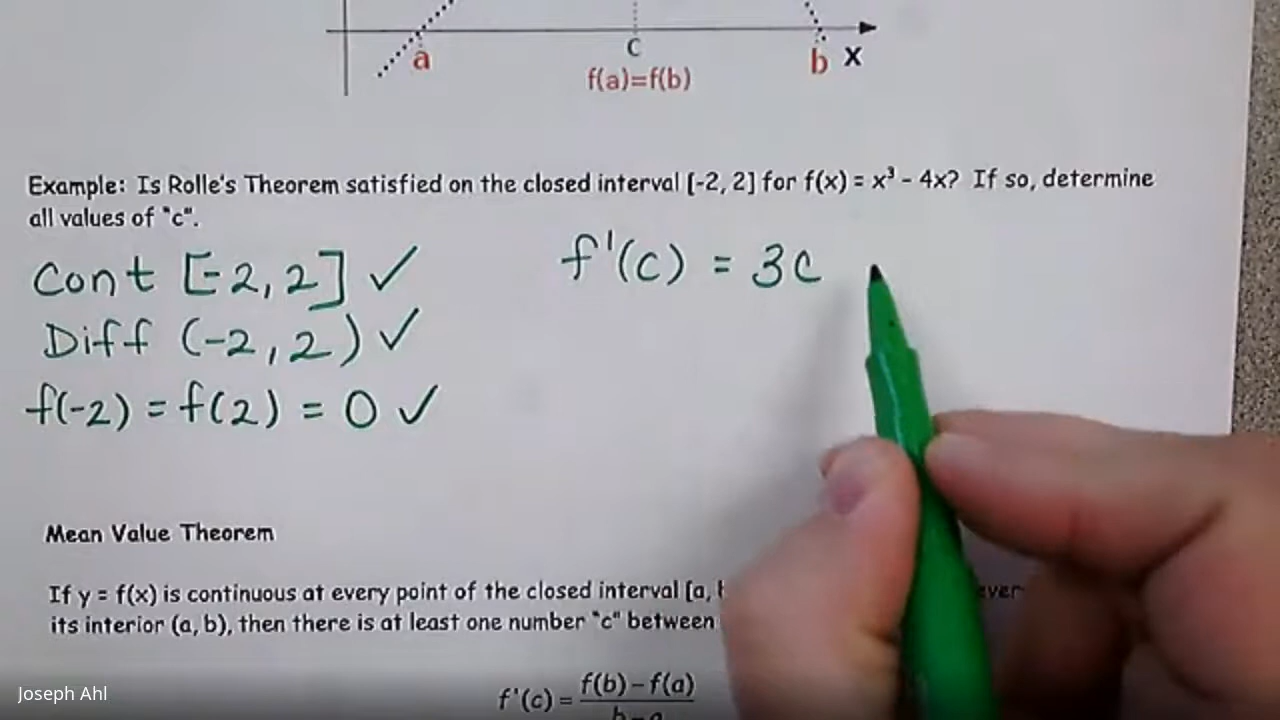 a c b x
f(a)=f(b)
Example: Is Rolle's Theorem satisfied on the closed interval [-2, 2] for f(x) = x³ - 4x? If so, determine
all values of "c".
Cont [-2, 2] ✓
Diff (-2, 2) ✓
f(-2) = f(2) = 0 ✓
f'(c) = 3c
Mean Value Theorem
If y = f(x) is continuous at every point of the closed interval [a,
its interior (a, b), then there is at least one number "c" between
f'(c) = f(b) – f(a)
b – a
Joseph Ahl